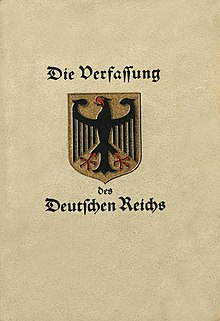 Die Verfaſſung
des
Deutſchen Reichs